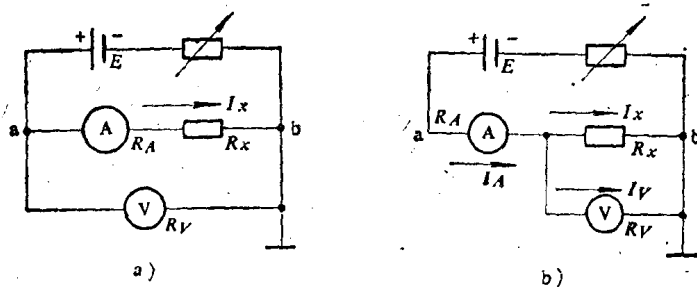 + − E
I_x
a A R_A R_x b
V R_V
a)
+ − E
R_A I_x
a A R_x b
I_A I_V
V R_V
b)